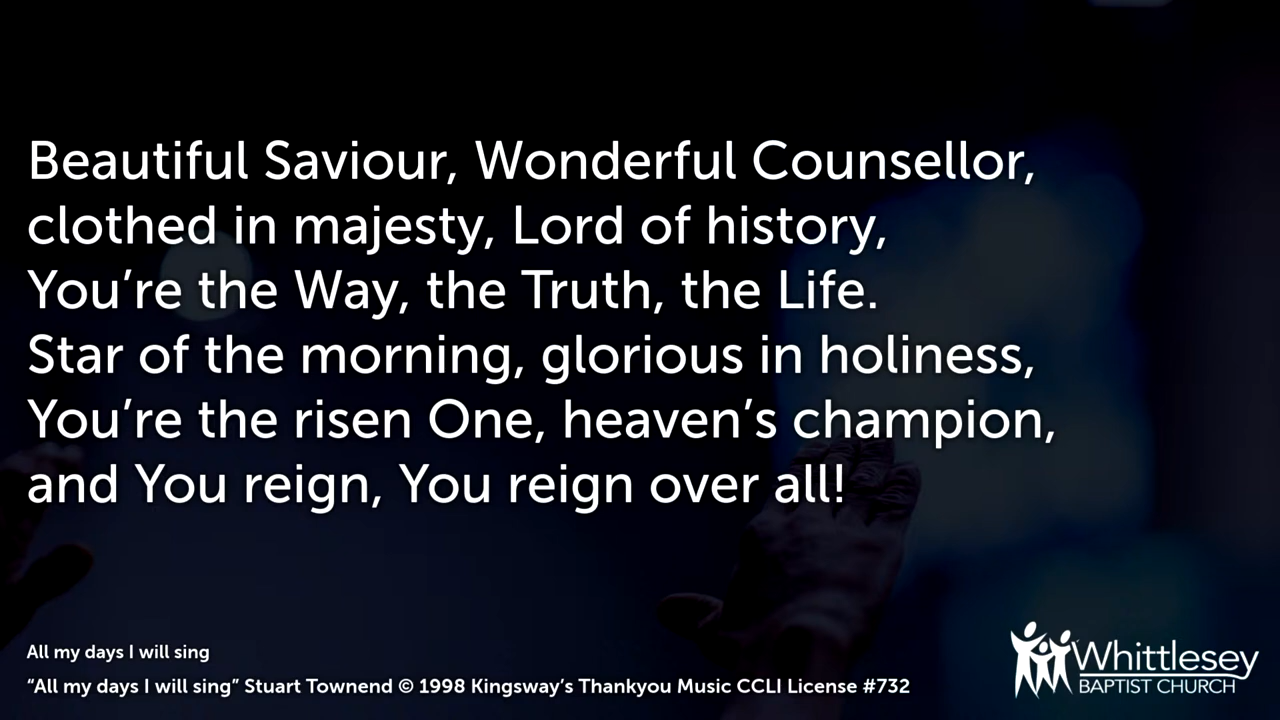 Beautiful Saviour, Wonderful Counsellor,
clothed in majesty, Lord of history,
You’re the Way, the Truth, the Life.
Star of the morning, glorious in holiness,
You’re the risen One, heaven’s champion,
and You reign, You reign over all!
All my days I will sing
“All my days I will sing” Stuart Townend © 1998 Kingsway’s Thankyou Music CCLI License #732
Whittlesey
BAPTIST CHURCH